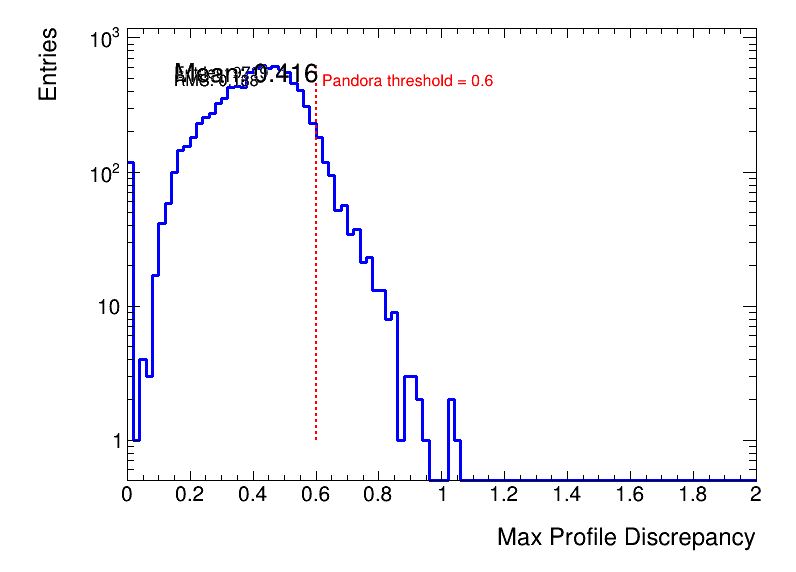 Entries
10³
10²
10
1
Mean: 0.416
Pandora threshold = 0.6
0 0.2 0.4 0.6 0.8 1 1.2 1.4 1.6 1.8 2
Max Profile Discrepancy